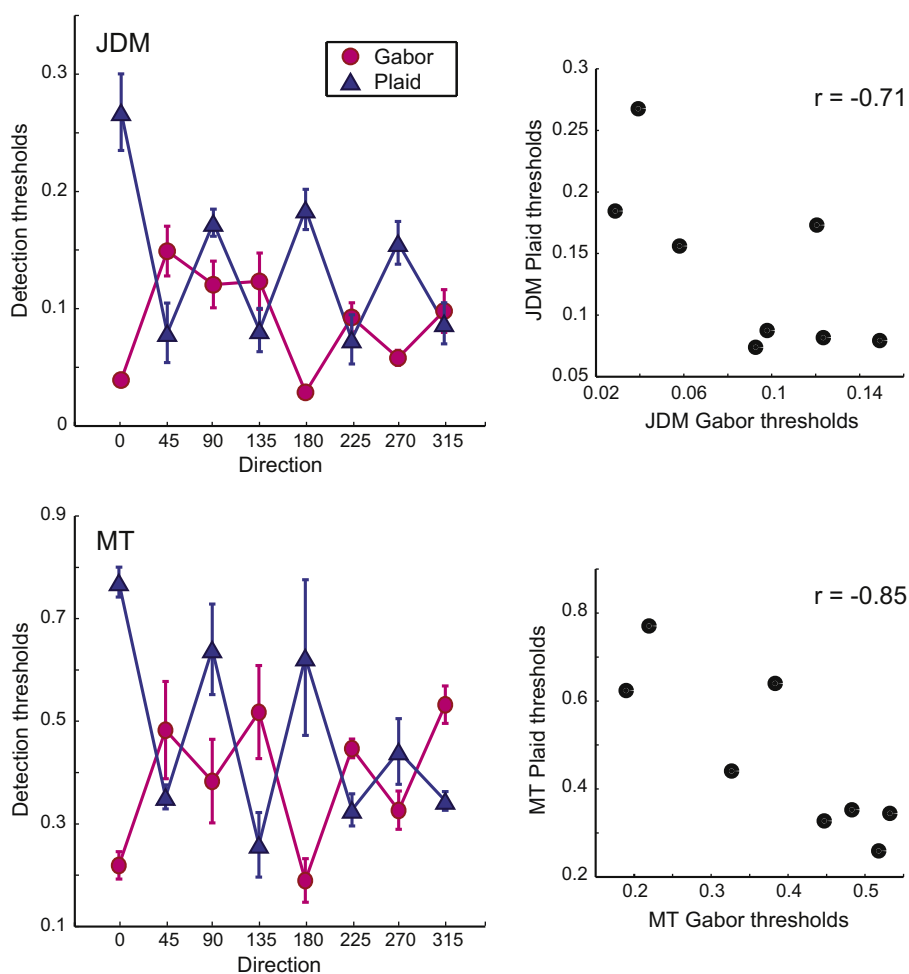 JDM
Gabor
Plaid
Detection thresholds
0.3
0.2
0.1
0
0 45 90 135 180 225 270 315
Direction
r = -0.71
JDM Plaid thresholds
0.3
0.25
0.2
0.15
0.1
0.05
0.02 0.06 0.1 0.14
JDM Gabor thresholds
MT
Detection thresholds
0.9
0.7
0.5
0.3
0.1
0 45 90 135 180 225 270 315
Direction
r = -0.85
MT Plaid thresholds
0.8
0.6
0.4
0.2
0.2 0.3 0.4 0.5
MT Gabor thresholds